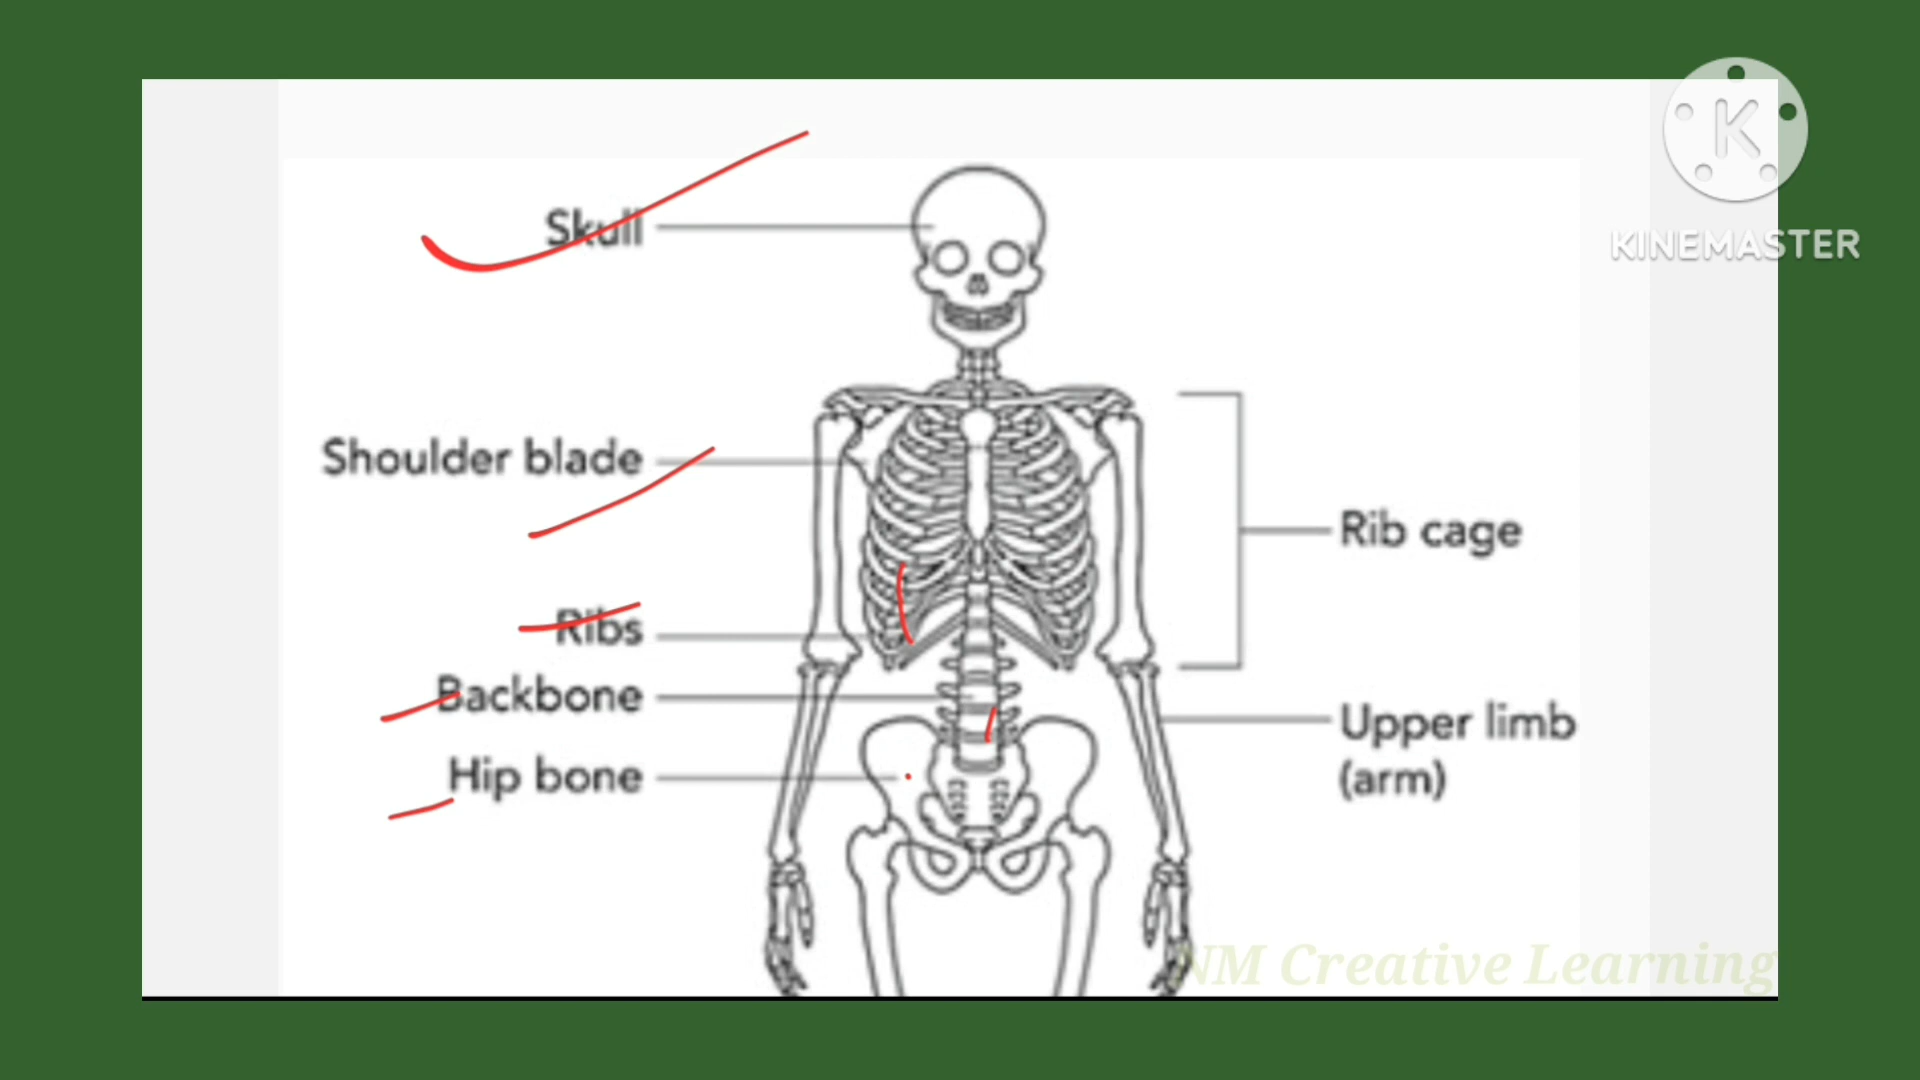 K
KINEMASTER
Skull
Shoulder blade
Ribs
Backbone
Hip bone
Rib cage
Upper limb
(arm)
NM Creative Learning